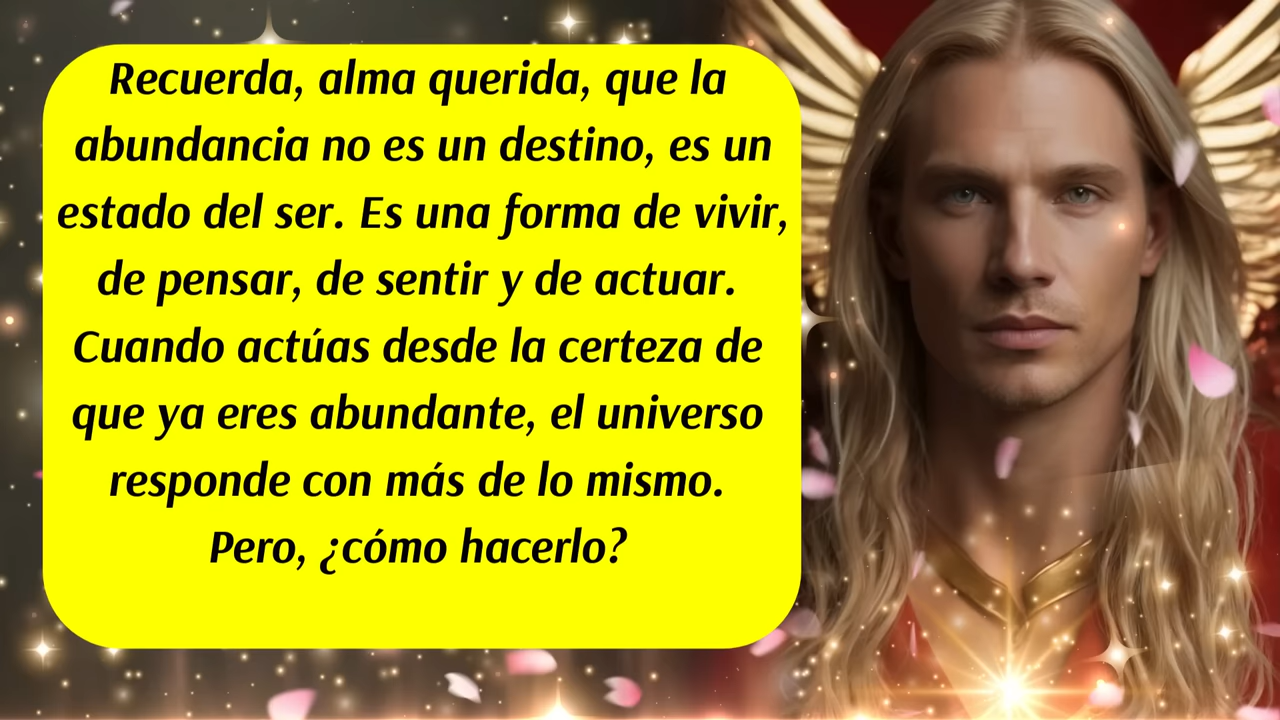 Recuerda, alma querida, que la
abundancia no es un destino, es un
estado del ser. Es una forma de vivir,
de pensar, de sentir y de actuar.
Cuando actúas desde la certeza de
que ya eres abundante, el universo
responde con más de lo mismo.
Pero, ¿cómo hacerlo?